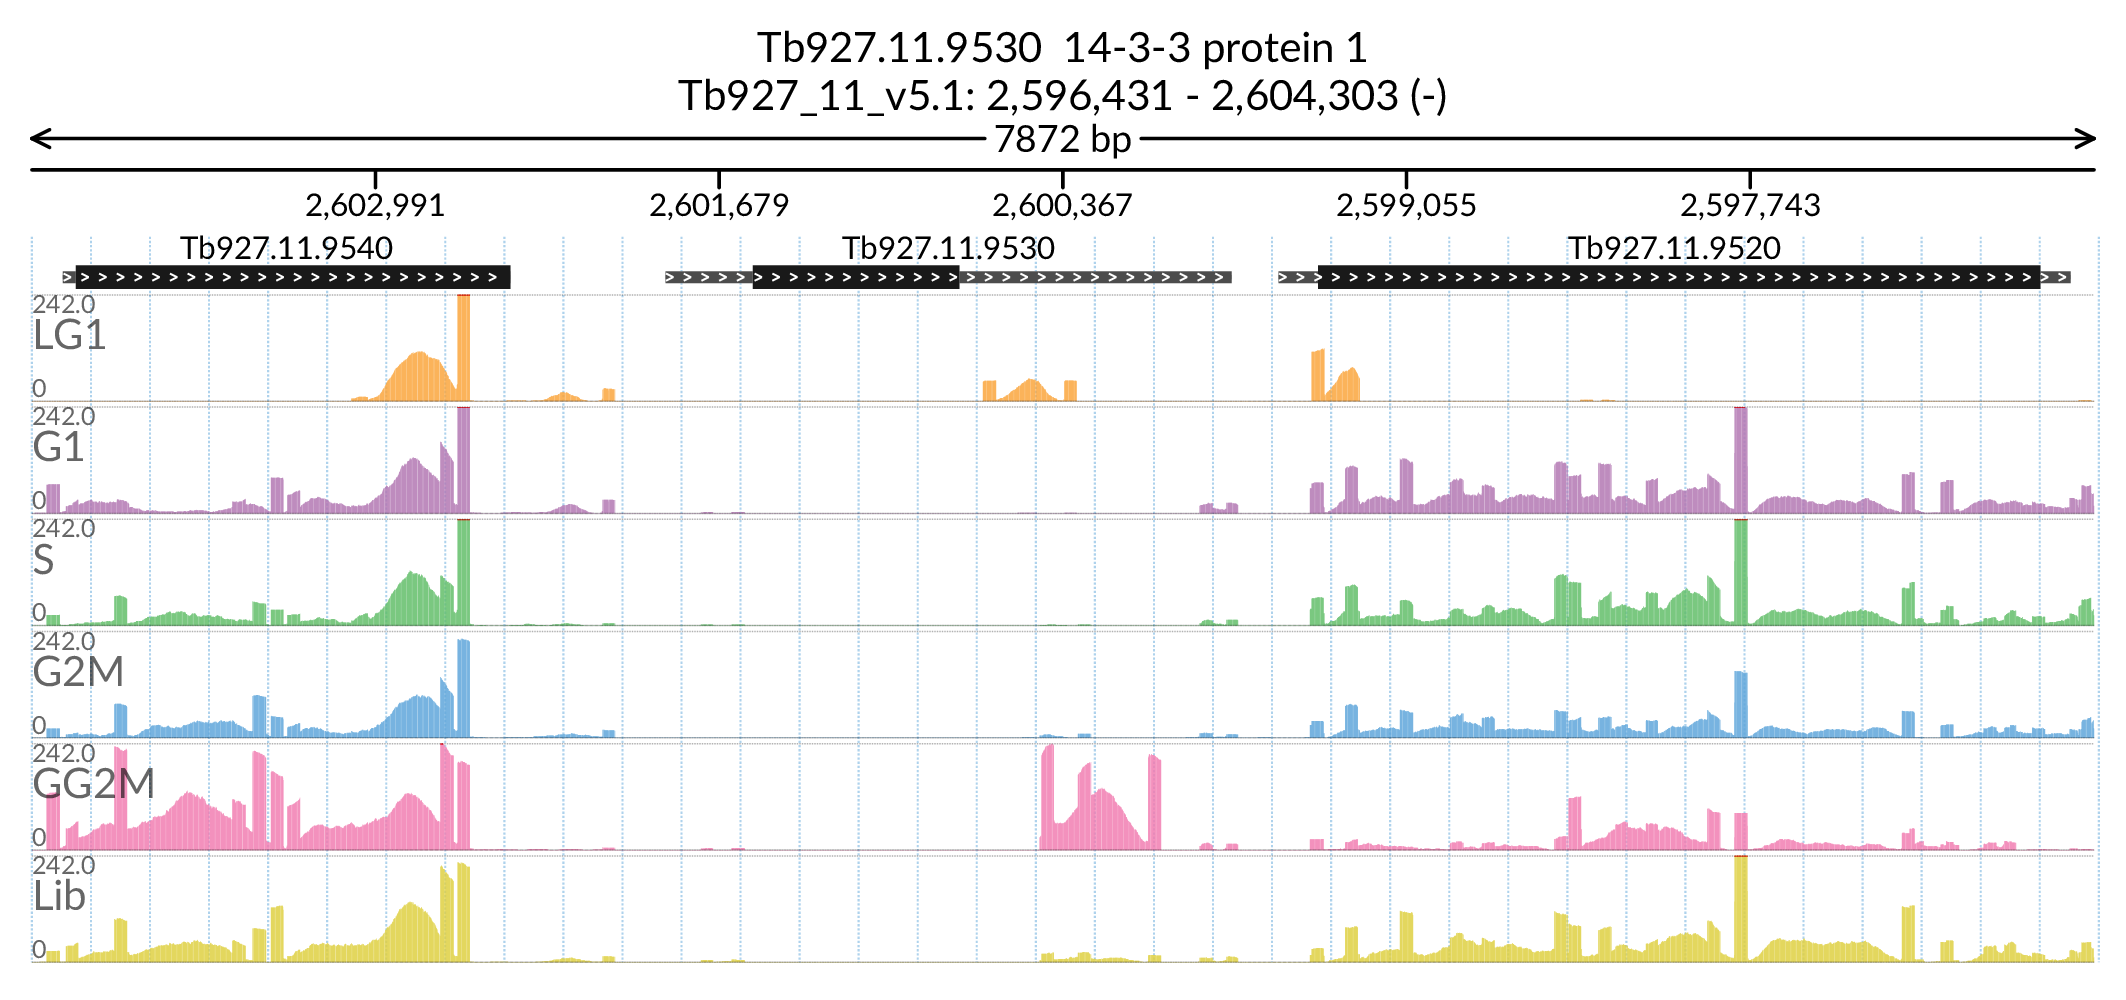 Tb927.11.9530  14-3-3 protein 1
Tb927_11_v5.1: 2,596,431 - 2,604,303 (-)
7872 bp
2,602,991 2,601,679 2,600,367 2,599,055 2,597,743
Tb927.11.9540 Tb927.11.9530 Tb927.11.9520
242.0
LG1
0
242.0
G1
0
242.0
S
0
242.0
G2M
0
242.0
GG2M
0
242.0
Lib
0